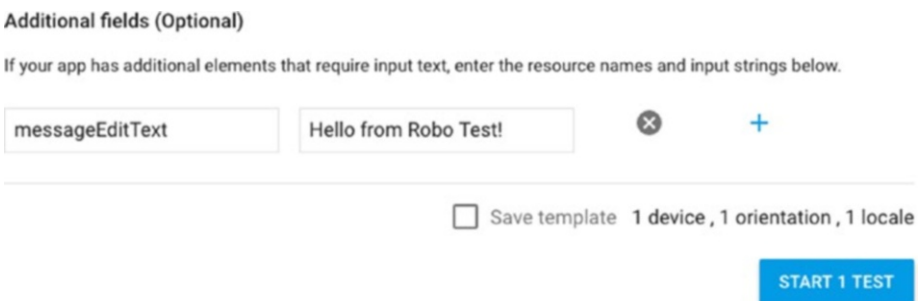 Additional fields (Optional)
If your app has additional elements that require input text, enter the resource names and input strings below.
messageEditText Hello from Robo Test!
Save template 1 device , 1 orientation , 1 locale
START 1 TEST